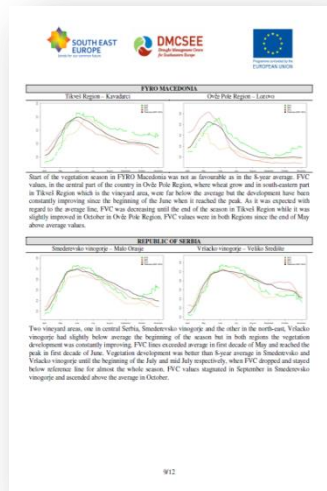 SOUTH EAST
EUROPE
DMCSEE
Drought Management Centre
for SouthEast Europe
EUROPEAN UNION
FYRO MACEDONIA
Tikveš Region – Kavadarci
Ovče Pole Region – Lozovo
Start of the vegetation season in FYRO Macedonia was not as favourable as in the 8-year average. FVC
values, in the central part of the country in Ovče Pole Region, where wheat grow and in south-eastern part
in Tikveš Region which is the vineyard area, were far below the average but the development have been
constantly improving since the beginning of the June when it reached the peak. As it was expected with
regard to the average line, FVC was decreasing until the end of the season in Tikveš Region while it was
slightly improved in October in Ovče Pole Region. FVC values were in both Regions since the end of May
above average values.
REPUBLIC OF SERBIA
Smederevsko vinogorje – Malo Orasje
Vršacko vinogorje – Veliko Središte
Two vineyard areas, one in central Serbia, Smederevsko vinogorje and the other in the north-east, Vršacko
vinogorje had slightly below average the beginning of the season but in both regions the vegetation
development was constantly improving. FVC lines exceeded average in first decade of May and reached the
peak in first decade of June. Vegetation development was better than 8-year average in Smederevsko and
Vršacko vinogorje until the beginning of the July and mid July respectively, when FVC dropped and stayed
below reference line for almost the whole season. FVC values stagnated in September in Smederevsko
vinogorje and ascended above the average in October.
9/12